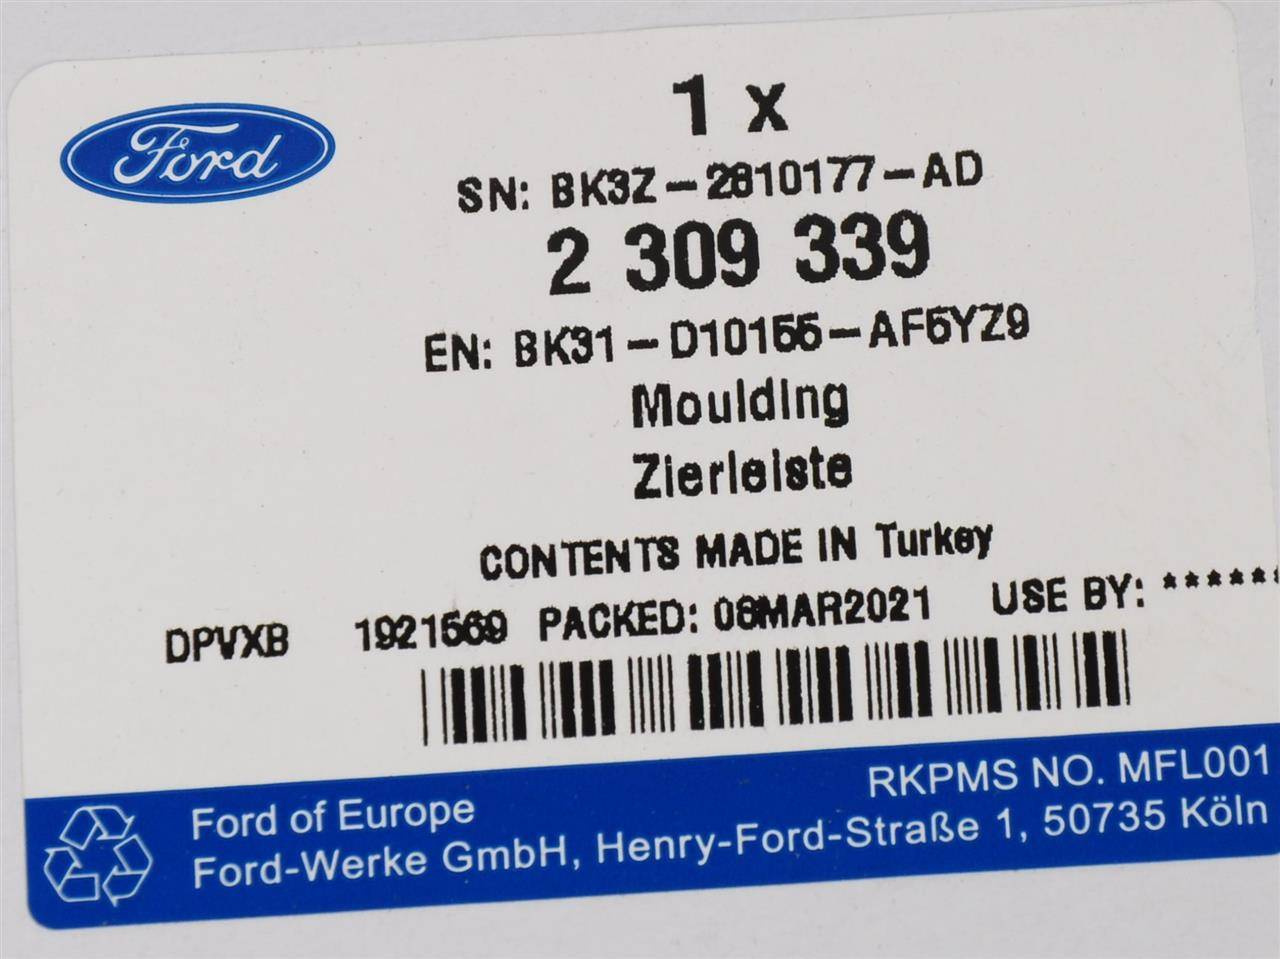 Ford
1 x
SN: BK3Z-2810177-AD
2 309 339
EN: BK31-D10155-AF5YZ9
Moulding
Zierleiste
CONTENTS MADE IN Turkey
DPVXB 1921569 PACKED: 06MAR2021 USE BY: ******
RKPMS NO. MFL001
Ford of Europe
Ford-Werke GmbH, Henry-Ford-Straße 1, 50735 Köln